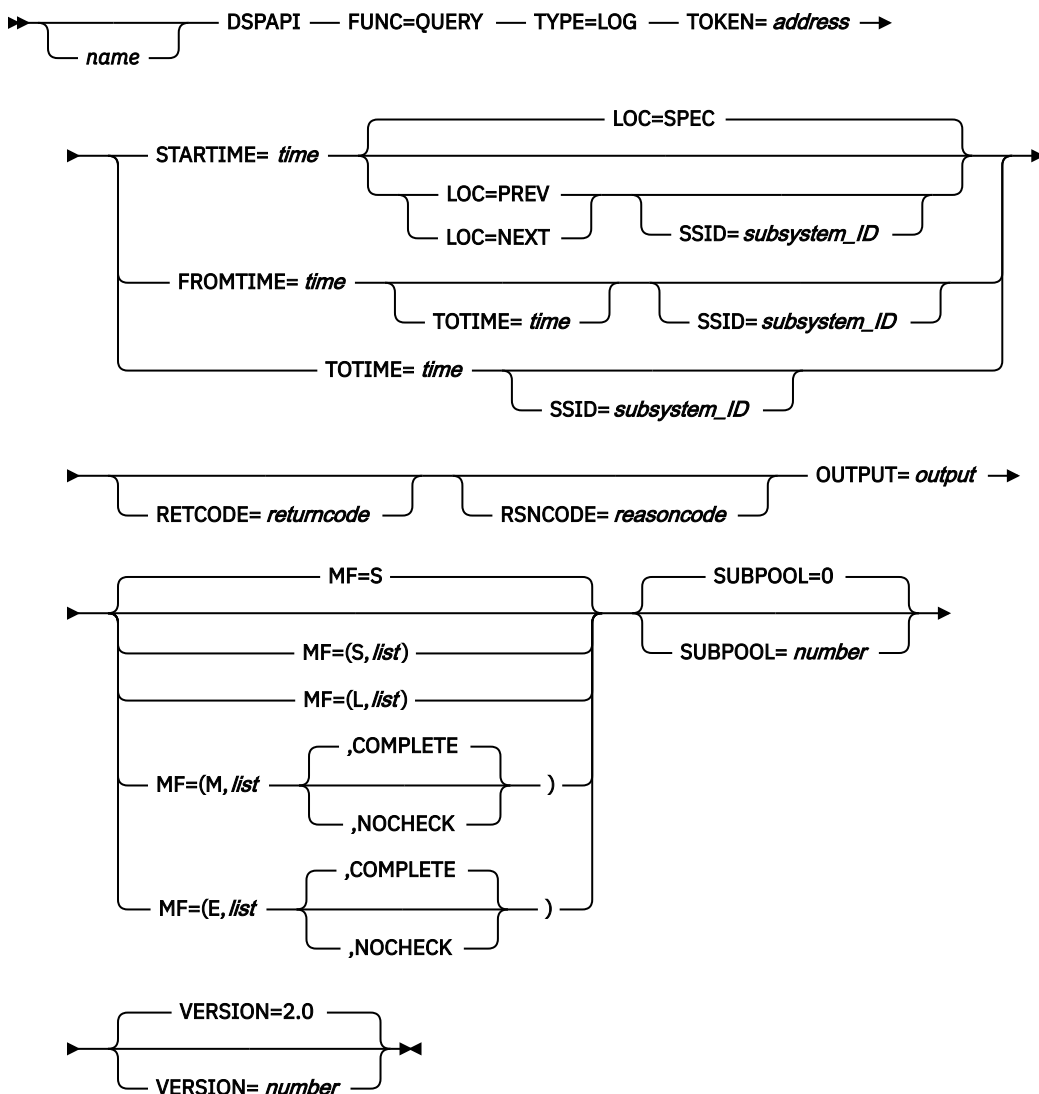 DSPAPI FUNC=QUERY TYPE=LOG TOKEN= address
name
LOC=SPEC
STARTIME= time
LOC=PREV
LOC=NEXT SSID= subsystem_ID
FROMTIME= time
TOTIME= time SSID= subsystem_ID
TOTIME= time
SSID= subsystem_ID
OUTPUT= output
RETCODE= returncode RSNCODE= reasoncode
MF=S SUBPOOL=0
MF=(S,list) SUBPOOL= number
MF=(L,list)
,COMPLETE
MF=(M,list )
,NOCHECK
,COMPLETE
MF=(E,list )
,NOCHECK
VERSION=2.0
VERSION= number